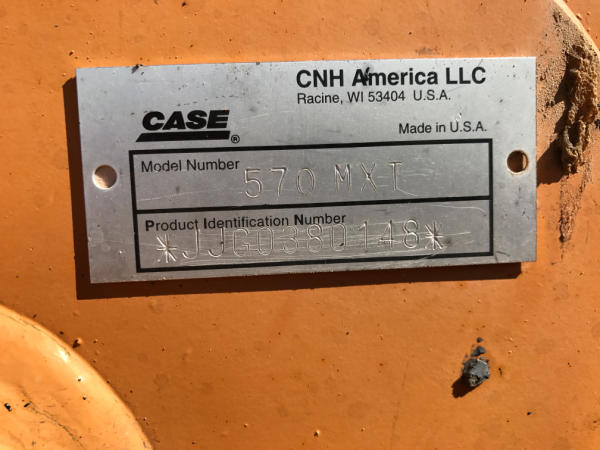 CNH America LLC
Racine, WI 53404 U.S.A.
CASE®
Made in U.S.A.
Model Number 570 MXT
Product Identification Number
*JJG0380148*